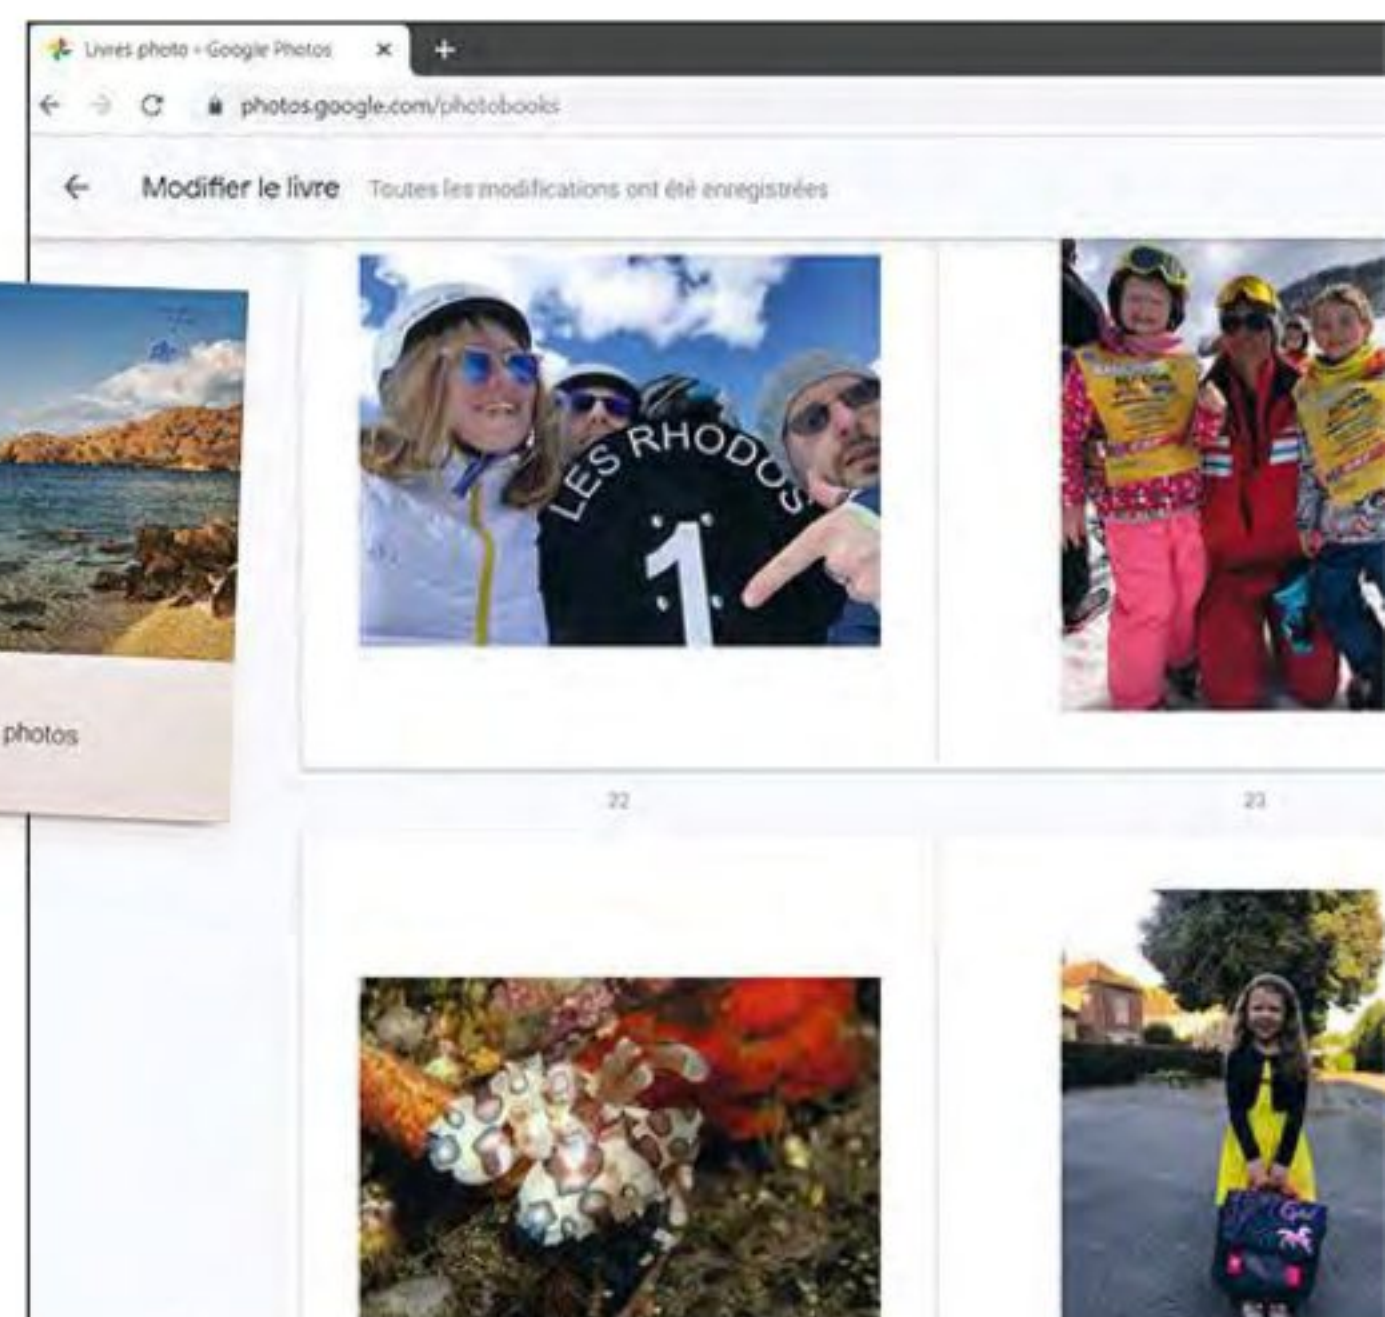 Livres photo - Google Photos
photos.google.com/photobooks
Modifier le livre Toutes les modifications ont été enregistrées
LES RHODOS
1
photos
22
23